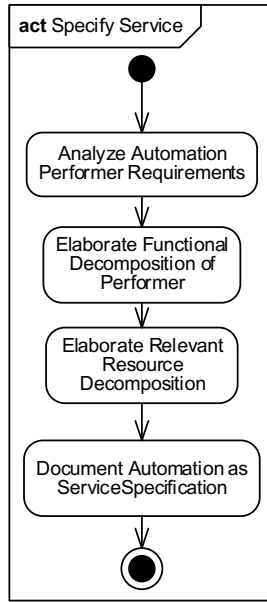 act Specify Service
Analyze Automation
Performer Requirements
Elaborate Functional
Decomposition of
Performer
Elaborate Relevant
Resource
Decomposition
Document Automation as
ServiceSpecification